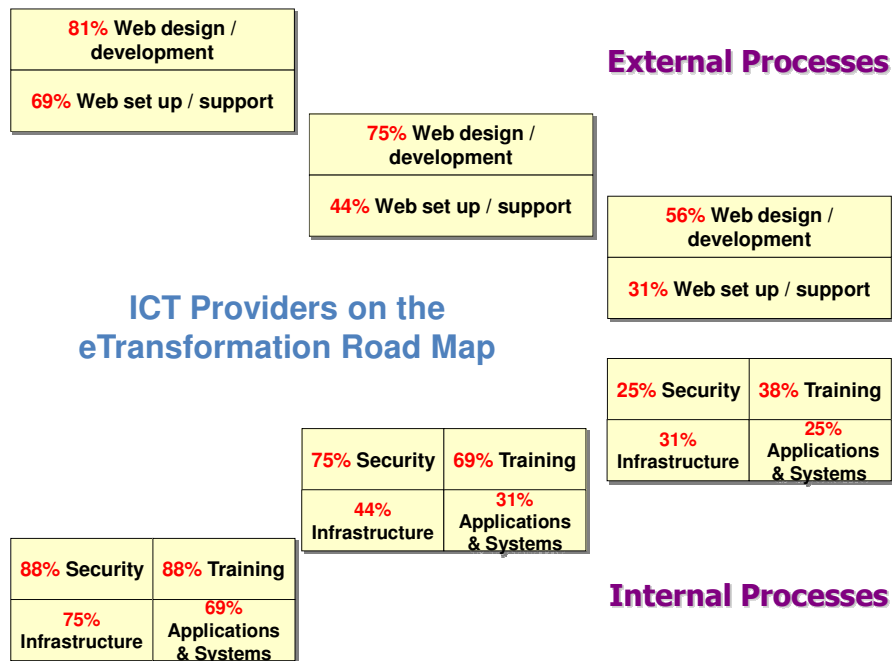 81% Web design /
development
69% Web set up / support
External Processes
75% Web design /
development
44% Web set up / support
56% Web design /
development
31% Web set up / support
ICT Providers on the
eTransformation Road Map
25% Security
38% Training
31%
Infrastructure
25%
Applications
& Systems
75% Security
69% Training
44%
Infrastructure
31%
Applications
& Systems
88% Security
88% Training
75%
Infrastructure
69%
Applications
& Systems
Internal Processes